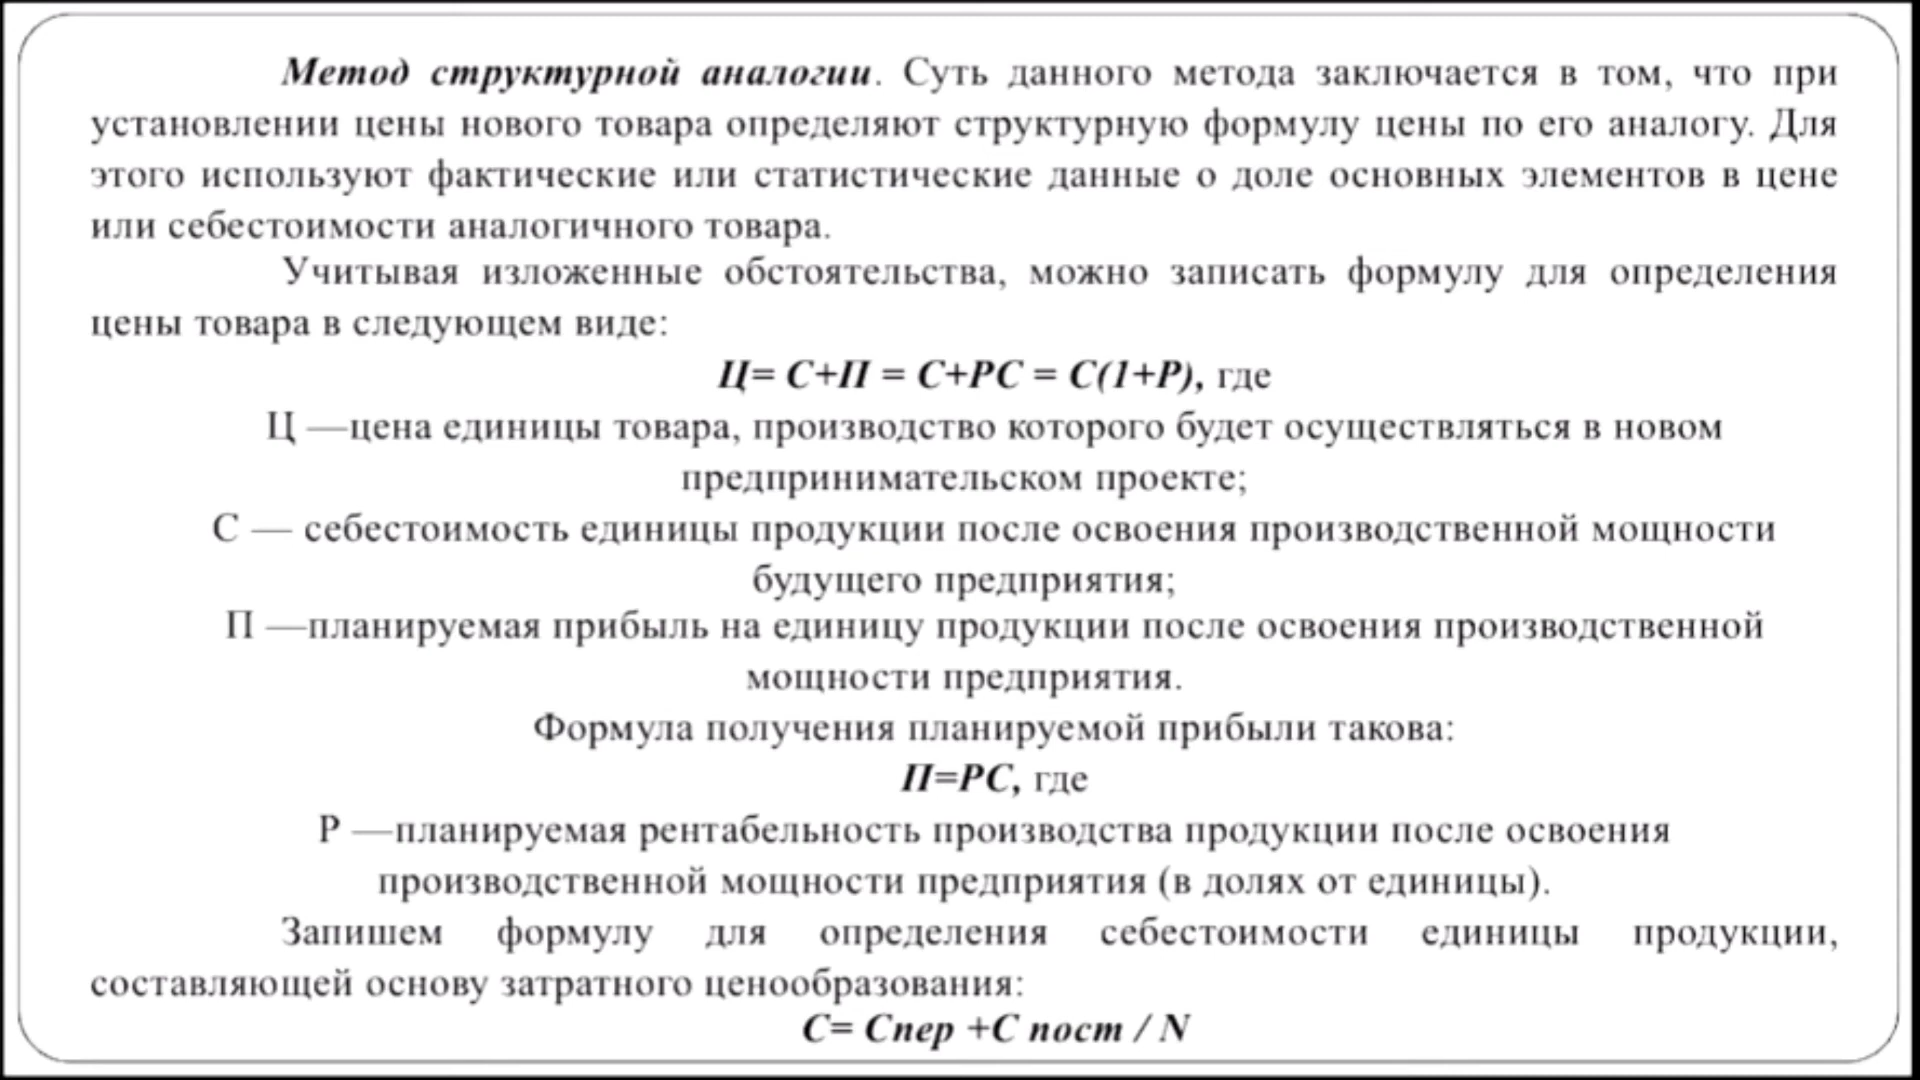 Метод структурной аналогии. Суть данного метода заключается в том, что при
установлении цены нового товара определяют структурную формулу цены по его аналогу. Для
этого используют фактические или статистические данные о доле основных элементов в цене
или себестоимости аналогичного товара.
Учитывая изложенные обстоятельства, можно записать формулу для определения
цены товара в следующем виде:
Ц= С+П = С+РС = С(1+Р), где
Ц —цена единицы товара, производство которого будет осуществляться в новом
предпринимательском проекте;
С — себестоимость единицы продукции после освоения производственной мощности
будущего предприятия;
П —планируемая прибыль на единицу продукции после освоения производственной
мощности предприятия.
Формула получения планируемой прибыли такова:
П=РС, где
Р —планируемая рентабельность производства продукции после освоения
производственной мощности предприятия (в долях от единицы).
Запишем формулу для определения себестоимости единицы продукции,
составляющей основу затратного ценообразования:
С= Спер +С пост / N